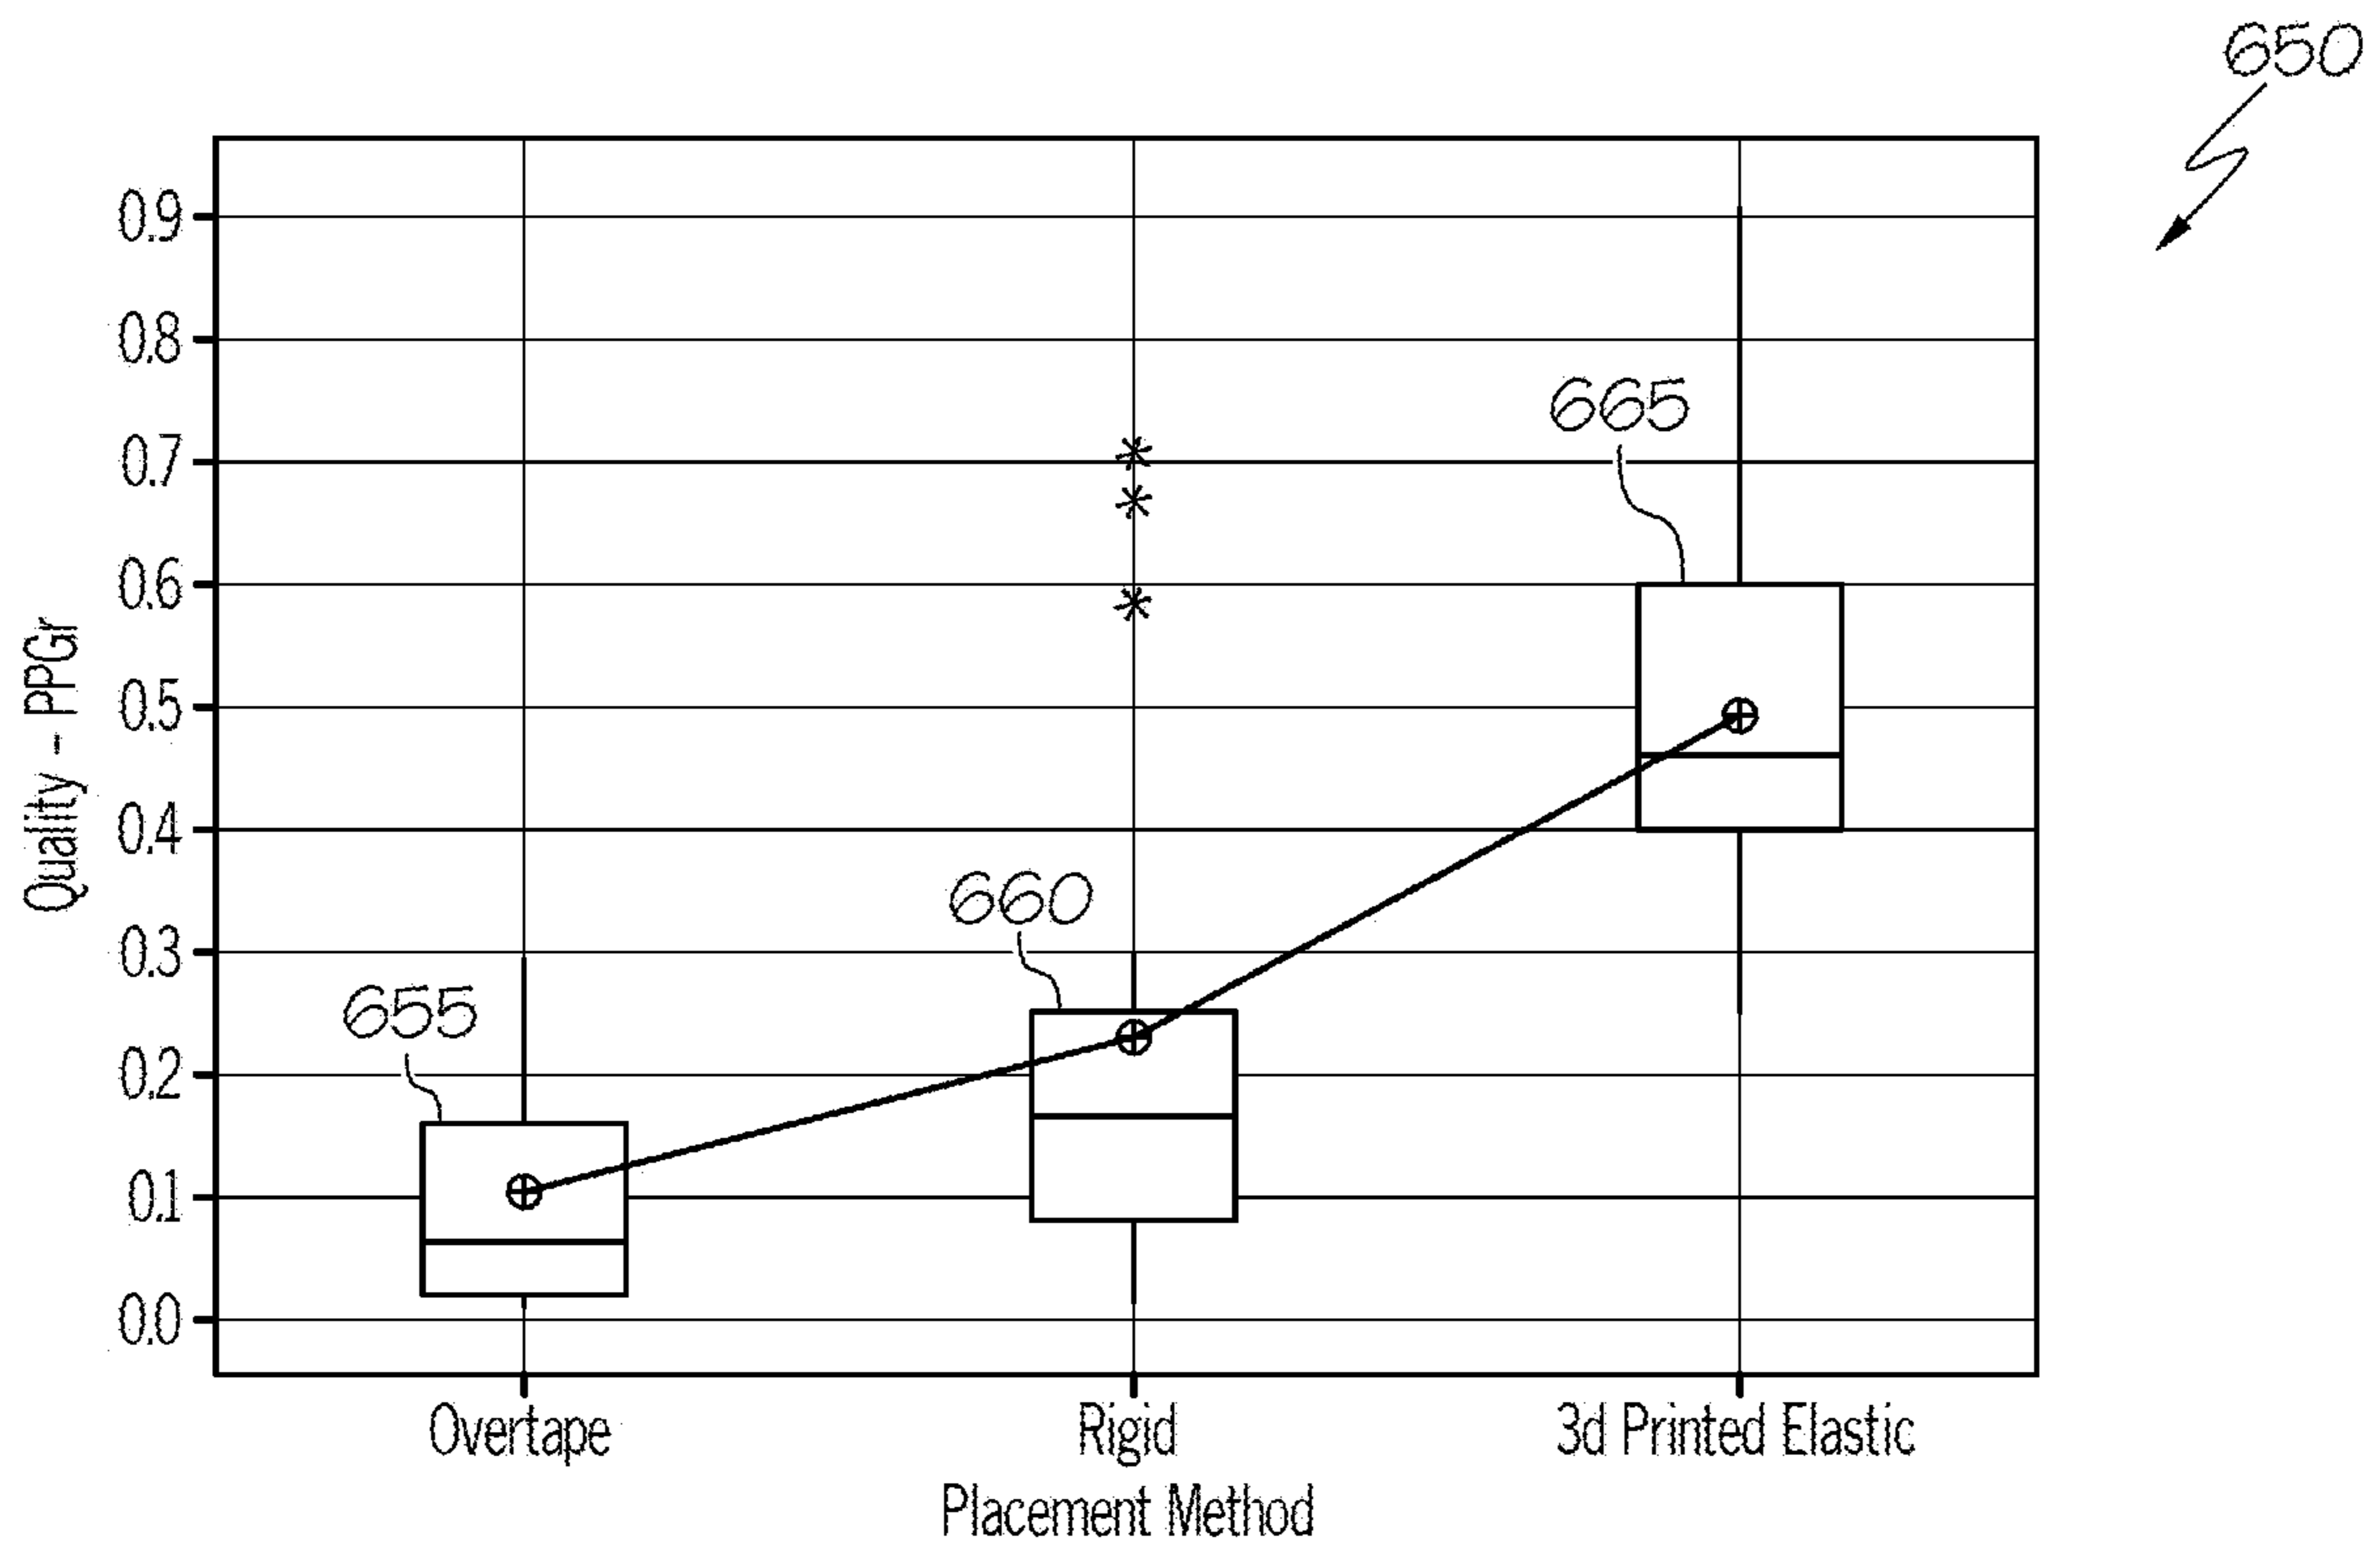 650
0.9
0.8
0.7
0.6
0.5
0.4
0.3
0.2
0.1
0.0
Quality - PPGr
665
660
655
Overtape
Rigid
3d Printed Elastic
Placement Method